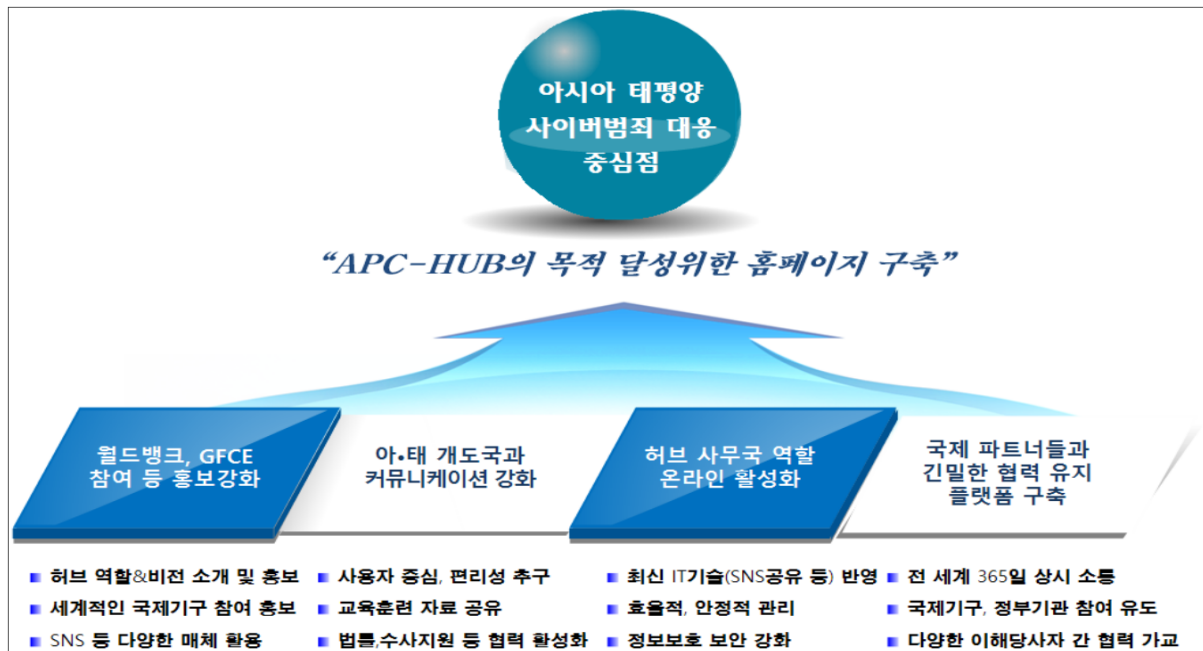 아시아 태평양
사이버범죄 대응
중심점
“APC-HUB의 목적 달성위한 홈페이지 구축”
월드뱅크, GFCE
참여 등 홍보강화
아•태 개도국과
커뮤니케이션 강화
허브 사무국 역할
온라인 활성화
국제 파트너들과
긴밀한 협력 유지
플랫폼 구축
허브 역할&비전 소개 및 홍보
세계적인 국제기구 참여 홍보
SNS 등 다양한 매체 활용
사용자 중심, 편리성 추구
교육훈련 자료 공유
법률,수사지원 등 협력 활성화
최신 IT기술(SNS공유 등) 반영
효율적, 안정적 관리
정보보호 보안 강화
전 세계 365일 상시 소통
국제기구, 정부기관 참여 유도
다양한 이해당사자 간 협력 가교